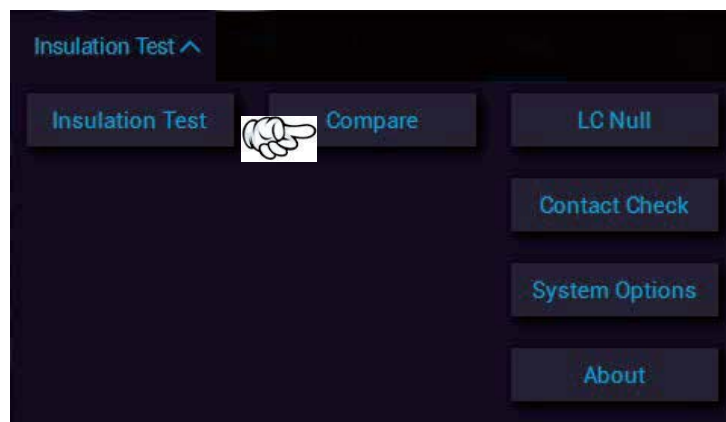 Insulation Test
Insulation Test
Compare
LC Null
Contact Check
System Options
About